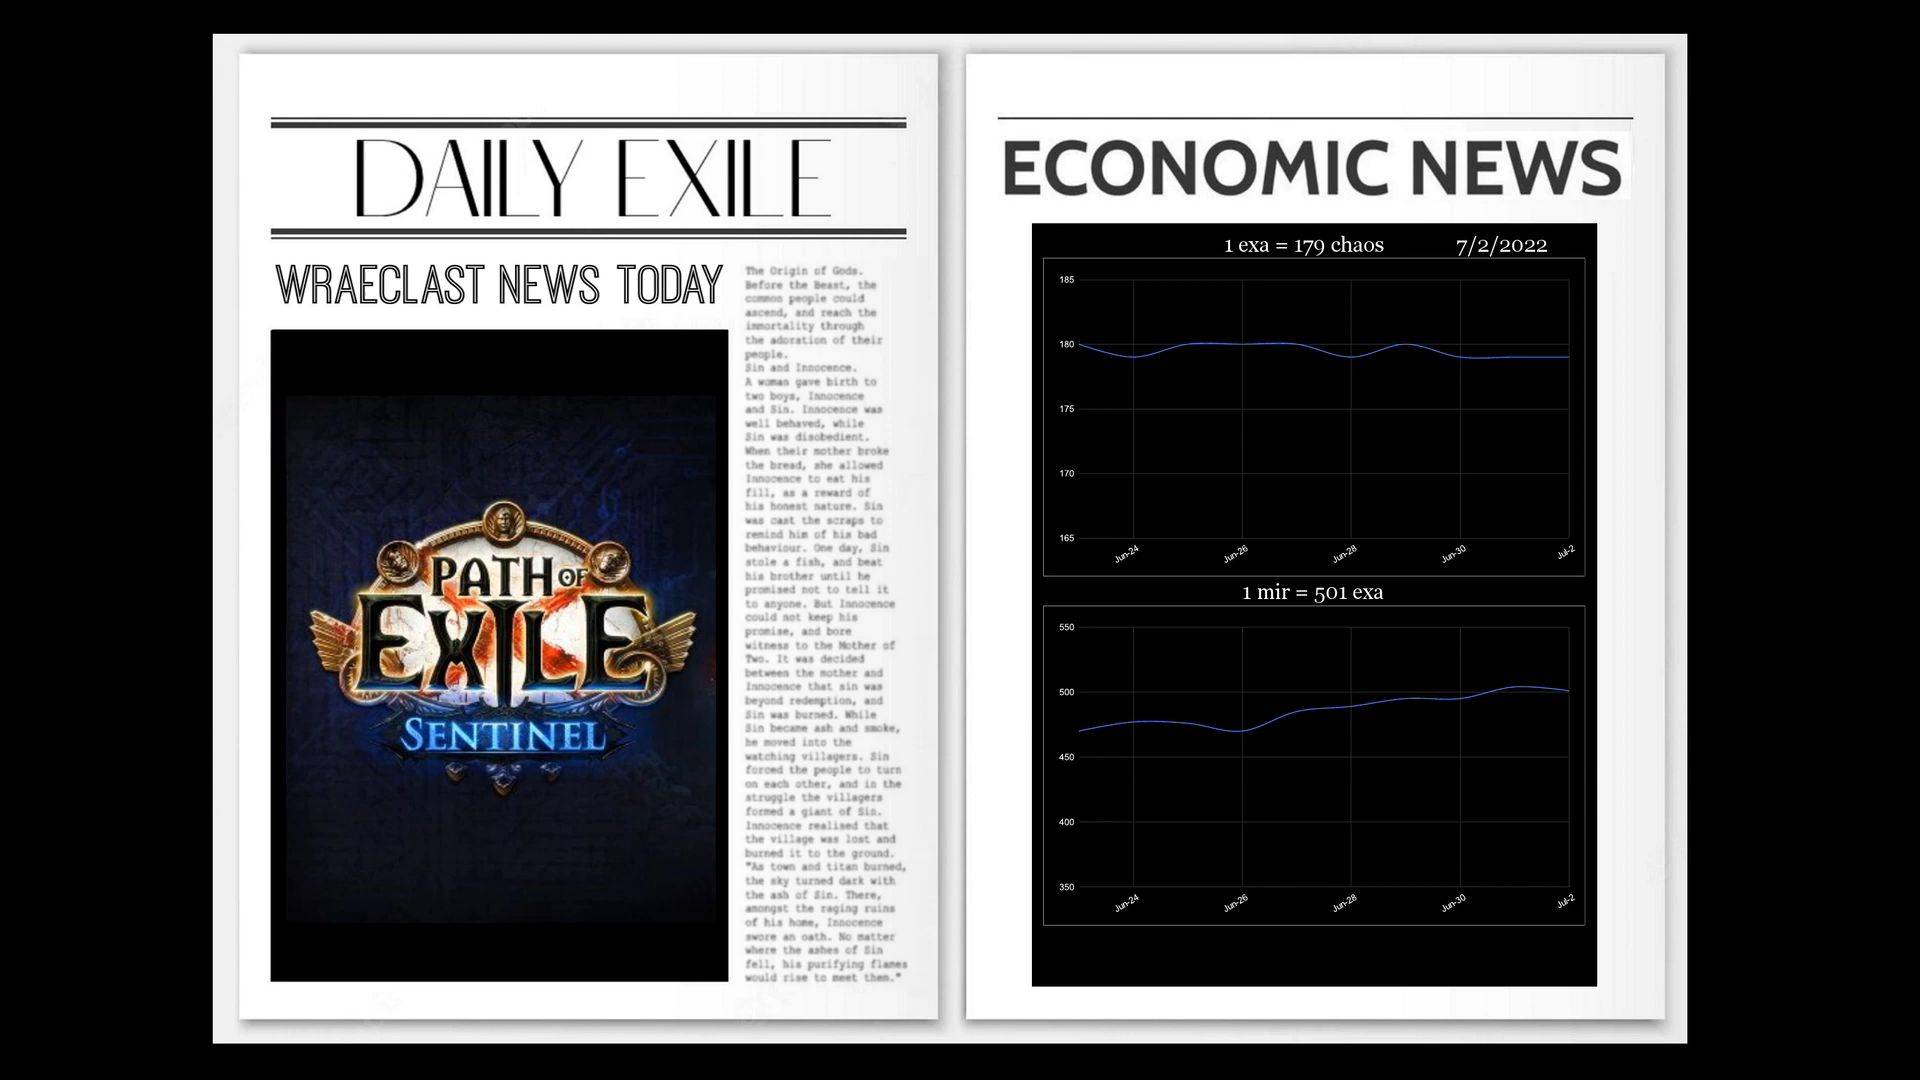 DAILY EXILE
WRAECLAST NEWS TODAY
The Origin of Gods.
Before the Beast, the
common people could
ascend, and reach the
immortality through
the adoration of their
people.
Sin and Innocence.
A woman gave birth to
two boys, Innocence
and Sin. Innocence was
well behaved, while
Sin was disobedient.
When their mother broke
the bread, she allowed
Innocence to eat his
fill, as a reward of
his honest nature. Sin
was cast the scraps to
remind him of his bad
behaviour. One day, Sin
stole a fish, and beat
his brother until he
promised not to tell it
to anyone. But Innocence
could not keep his
promise, and bore
witness to the Mother of
Two. It was decided
between the mother and
Innocence that sin was
beyond redemption, and
Sin was burned. While
Sin became ash and smoke,
he moved into the
watching villagers. Sin
forced the people to turn
on each other, and in the
struggle the villagers
formed a giant of Sin.
Innocence realised that
the village was lost and
burned it to the ground.
"As town and titan burned,
the sky turned dark with
the ash of Sin. There,
amongst the raging ruins
of his home, Innocence
swore an oath. No matter
where the ashes of Sin
fell, his purifying flames
would rise to meet them."
PATH OF
EXILE
SENTINEL
ECONOMIC NEWS
1 exa = 179 chaos 7/2/2022
185
180
175
170
165
Jun-24 Jun-26 Jun-28 Jun-30 Jul-2
1 mir = 501 exa
550
500
450
400
350
Jun-24 Jun-26 Jun-28 Jun-30 Jul-2